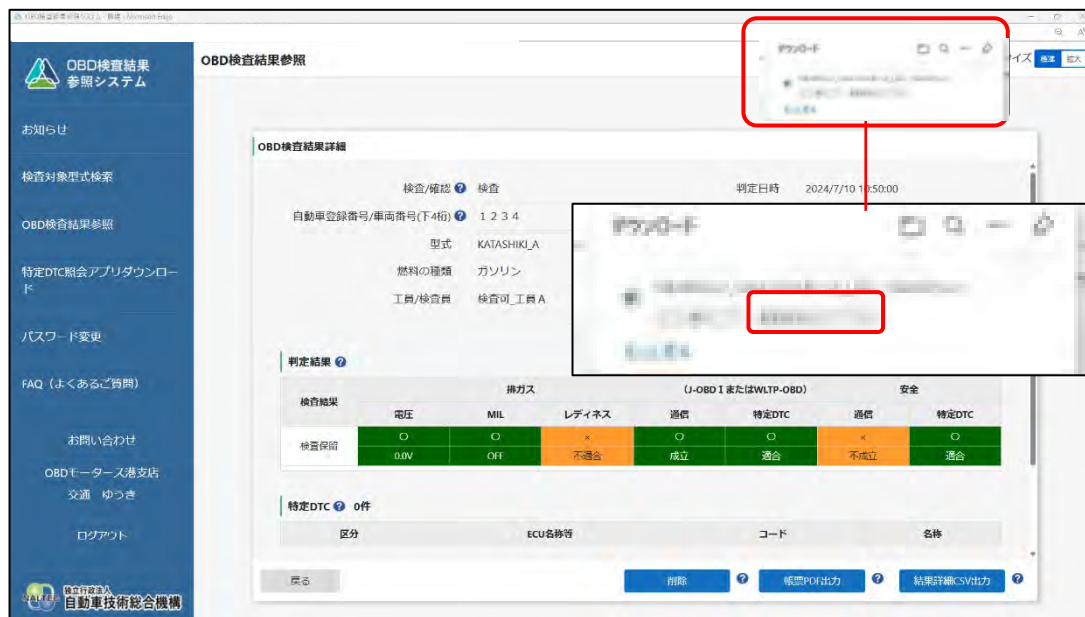 OBD検査結果参照システム - 職場 - Microsoft Edge
OBD検査結果
参照システム
お知らせ
検査対象型式検索
OBD検査結果参照
特定DTC照会アプリダウンロー
ド
パスワード変更
FAQ（よくあるご質問）
お問い合わせ
OBDモータース港支店
交通　ゆうき
ログアウト
独立行政法人
自動車技術総合機構
NALTEC
OBD検査結果参照
イズ 標準 拡大
ダウンロード
OBD検査結果詳細
検査/確認 ? 検査
判定日時 2024/7/10 10:50:00
自動車登録番号/車両番号(下4桁) ? １２３４
型式 KATASHIKI_A
燃料の種類 ガソリン
工員/検査員 検査可_工員A
ダウンロード
もっと見る
判定結果 ?
検査結果 排ガス (J-OBDⅠまたはWLTP-OBD) 安全
電圧 MIL レディネス 通信 特定DTC 通信 特定DTC
検査保留 ○ ○ × ○ ○ × ○
0.0V OFF 不適合 成立 適合 不成立 適合
特定DTC ? 0件
区分 ECU名称等 コード 名称
戻る 削除 ? 帳票PDF出力 ? 結果詳細CSV出力 ?